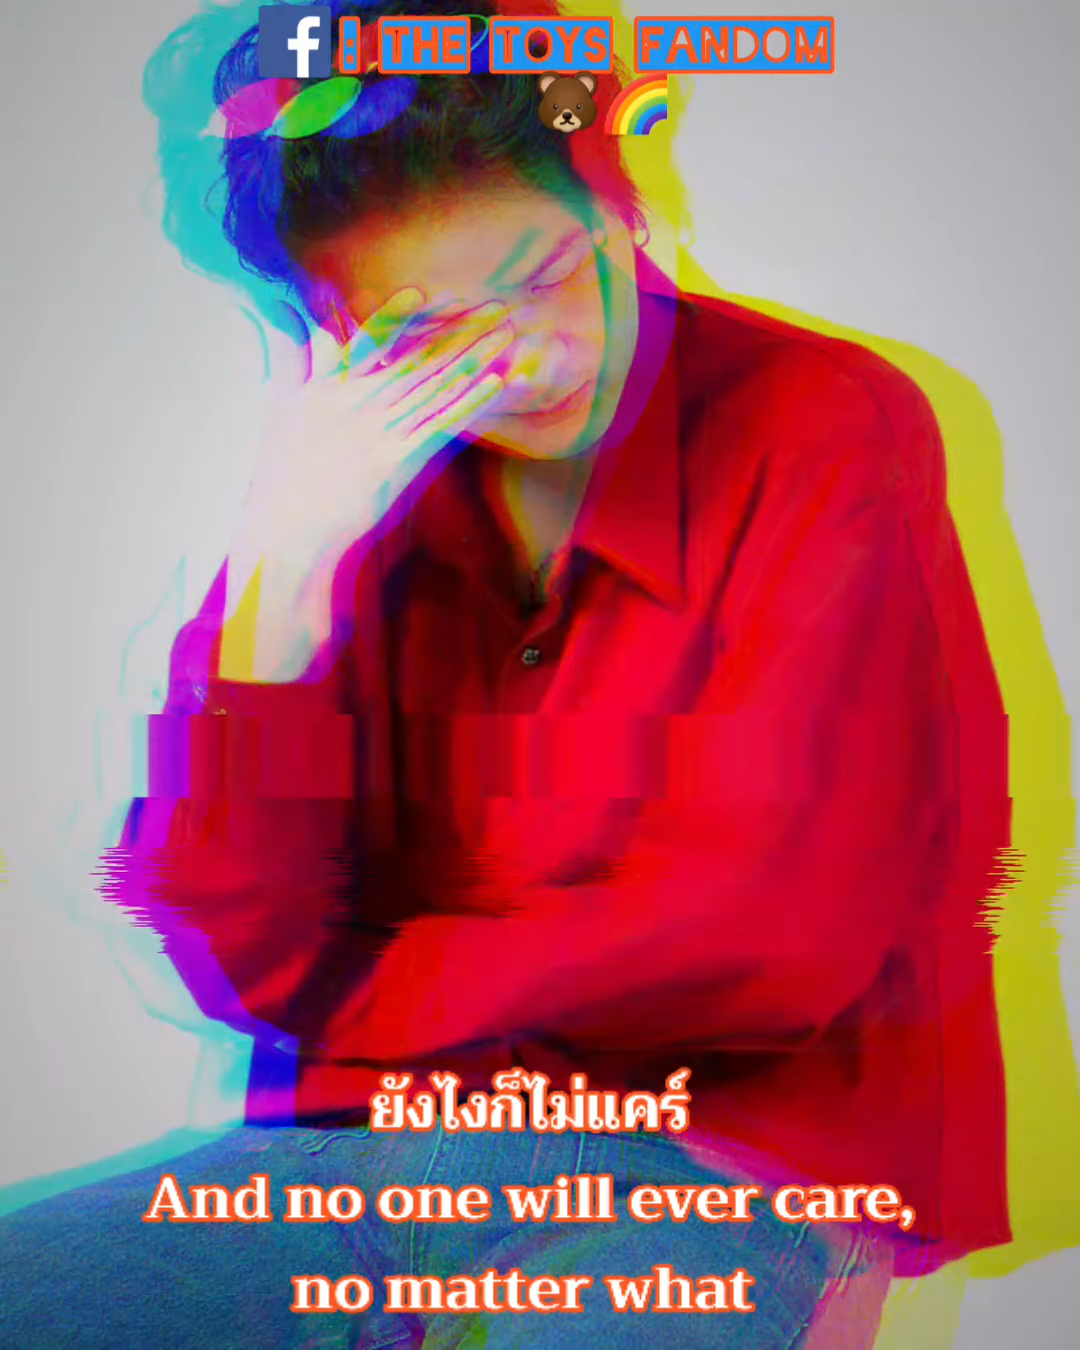 : THE TOYS FANDOM
ยังไงก็ไม่แคร์
And no one will ever care,
no matter what